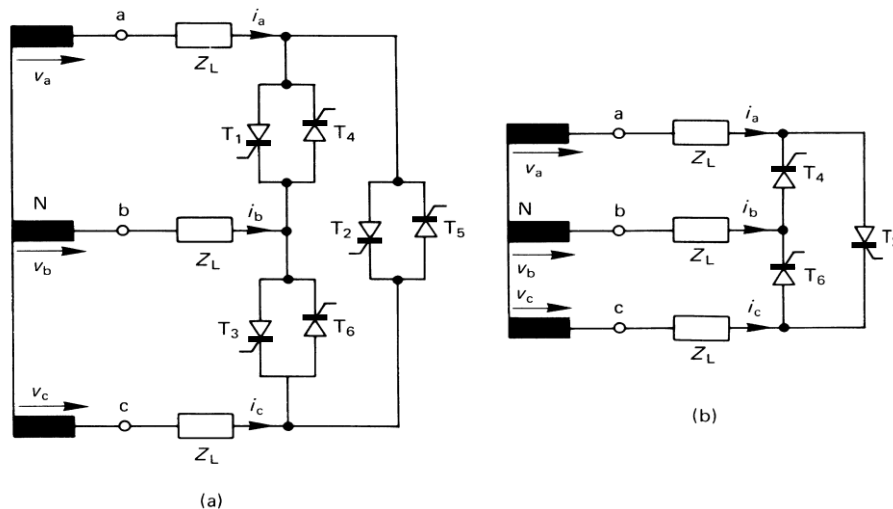 a
i_a
Z_L
v_a
T_1
T_4
N
b
i_b
Z_L
v_b
T_2
T_5
T_3
T_6
v_c
c
i_c
Z_L
(a)
a
i_a
Z_L
v_a
T_4
N
b
i_b
Z_L
v_b
T_6
v_c
c
i_c
Z_L
(b)